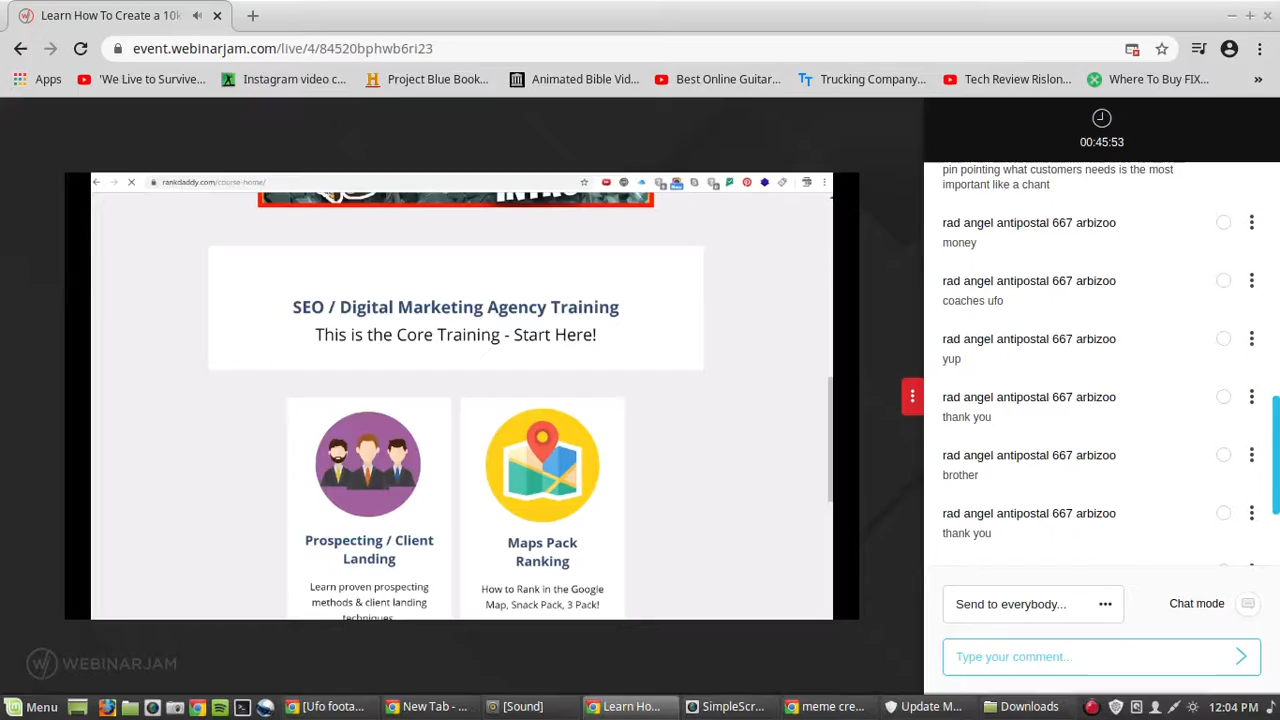 Learn How To Create a 10k
event.webinarjam.com/live/4/84520bphwb6ri23
Apps
'We Live to Survive...
Instagram video c...
Project Blue Book...
Animated Bible Vid...
Best Online Guitar...
Trucking Company...
Tech Review Rislon...
Where To Buy FIX...
»
00:45:53
rankdaddy.com/course-home/
SEO / Digital Marketing Agency Training
This is the Core Training - Start Here!
Prospecting / Client
Landing
Learn proven prospecting
methods & client landing
techniques
Maps Pack
Ranking
How to Rank in the Google
Map, Snack Pack, 3 Pack!
pin pointing what customers needs is the most
important like a chant
rad angel antipostal 667 arbizoo
money
rad angel antipostal 667 arbizoo
coaches ufo
rad angel antipostal 667 arbizoo
yup
rad angel antipostal 667 arbizoo
thank you
rad angel antipostal 667 arbizoo
brother
rad angel antipostal 667 arbizoo
thank you
Send to everybody...
Chat mode
Type your comment...
WEBINARJAM
Menu
[Ufo foota...
New Tab - ...
[Sound]
Learn Ho...
SimpleScr...
meme cre...
Update M...
Downloads
12:04 PM